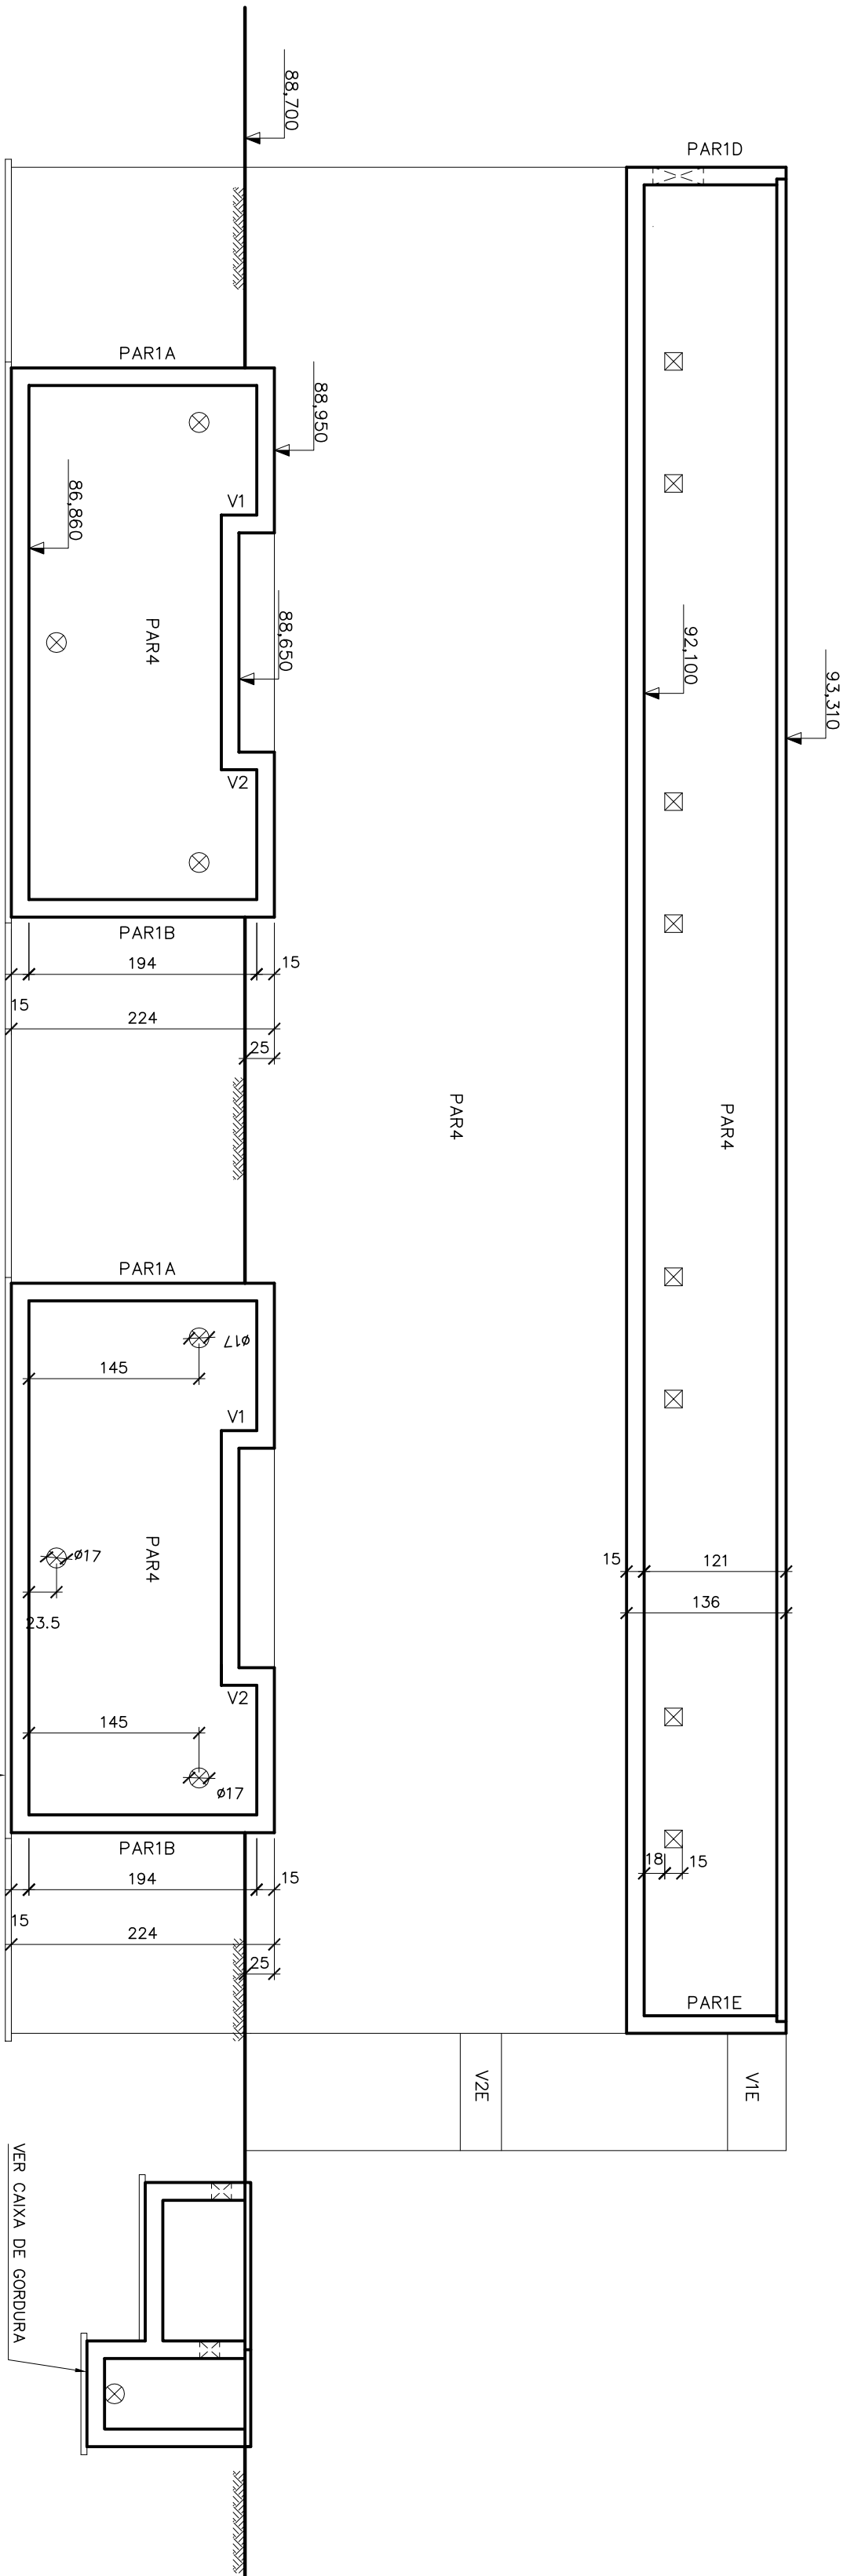 88,700
PAR1D
PAR1A
88,950
93,310
92,100
V1
86,860
88,650
PAR4
V2
PAR1B
15
194
15
224
25
PAR4
PAR4
PAR1A
ø17
145
V1
ø17
23.5
PAR4
15
121
136
V2
145
ø17
PAR1B
15
194
15
224
25
18
15
PAR1E
V2E
V1E
VER CAIXA DE GORDURA